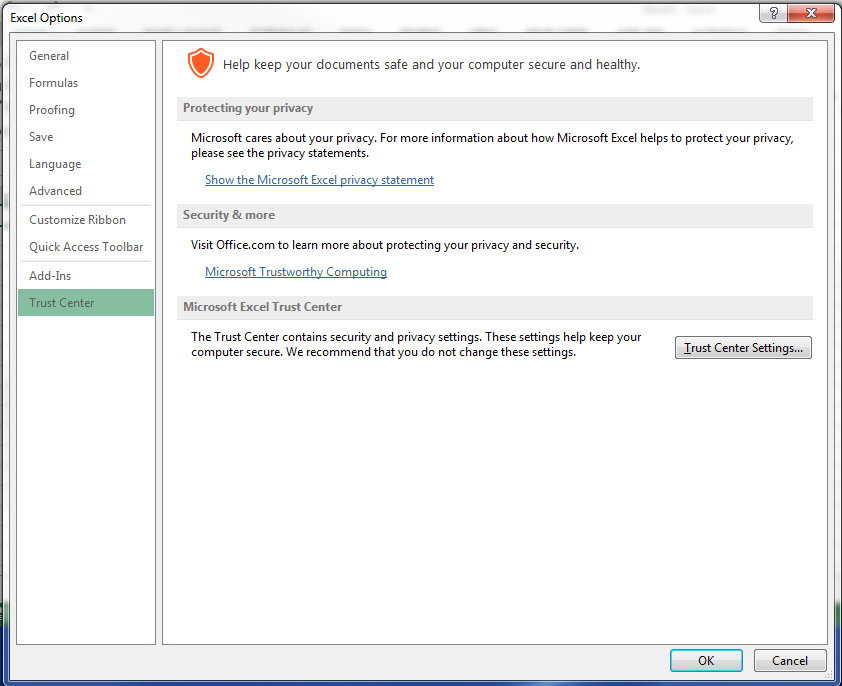 Excel Options
?
General
Formulas
Proofing
Save
Language
Advanced
Customize Ribbon
Quick Access Toolbar
Add-Ins
Trust Center
Help keep your documents safe and your computer secure and healthy.
Protecting your privacy
Microsoft cares about your privacy. For more information about how Microsoft Excel helps to protect your privacy,
please see the privacy statements.
Show the Microsoft Excel privacy statement
Security & more
Visit Office.com to learn more about protecting your privacy and security.
Microsoft Trustworthy Computing
Microsoft Excel Trust Center
The Trust Center contains security and privacy settings. These settings help keep your
computer secure. We recommend that you do not change these settings.
Trust Center Settings...
OK
Cancel